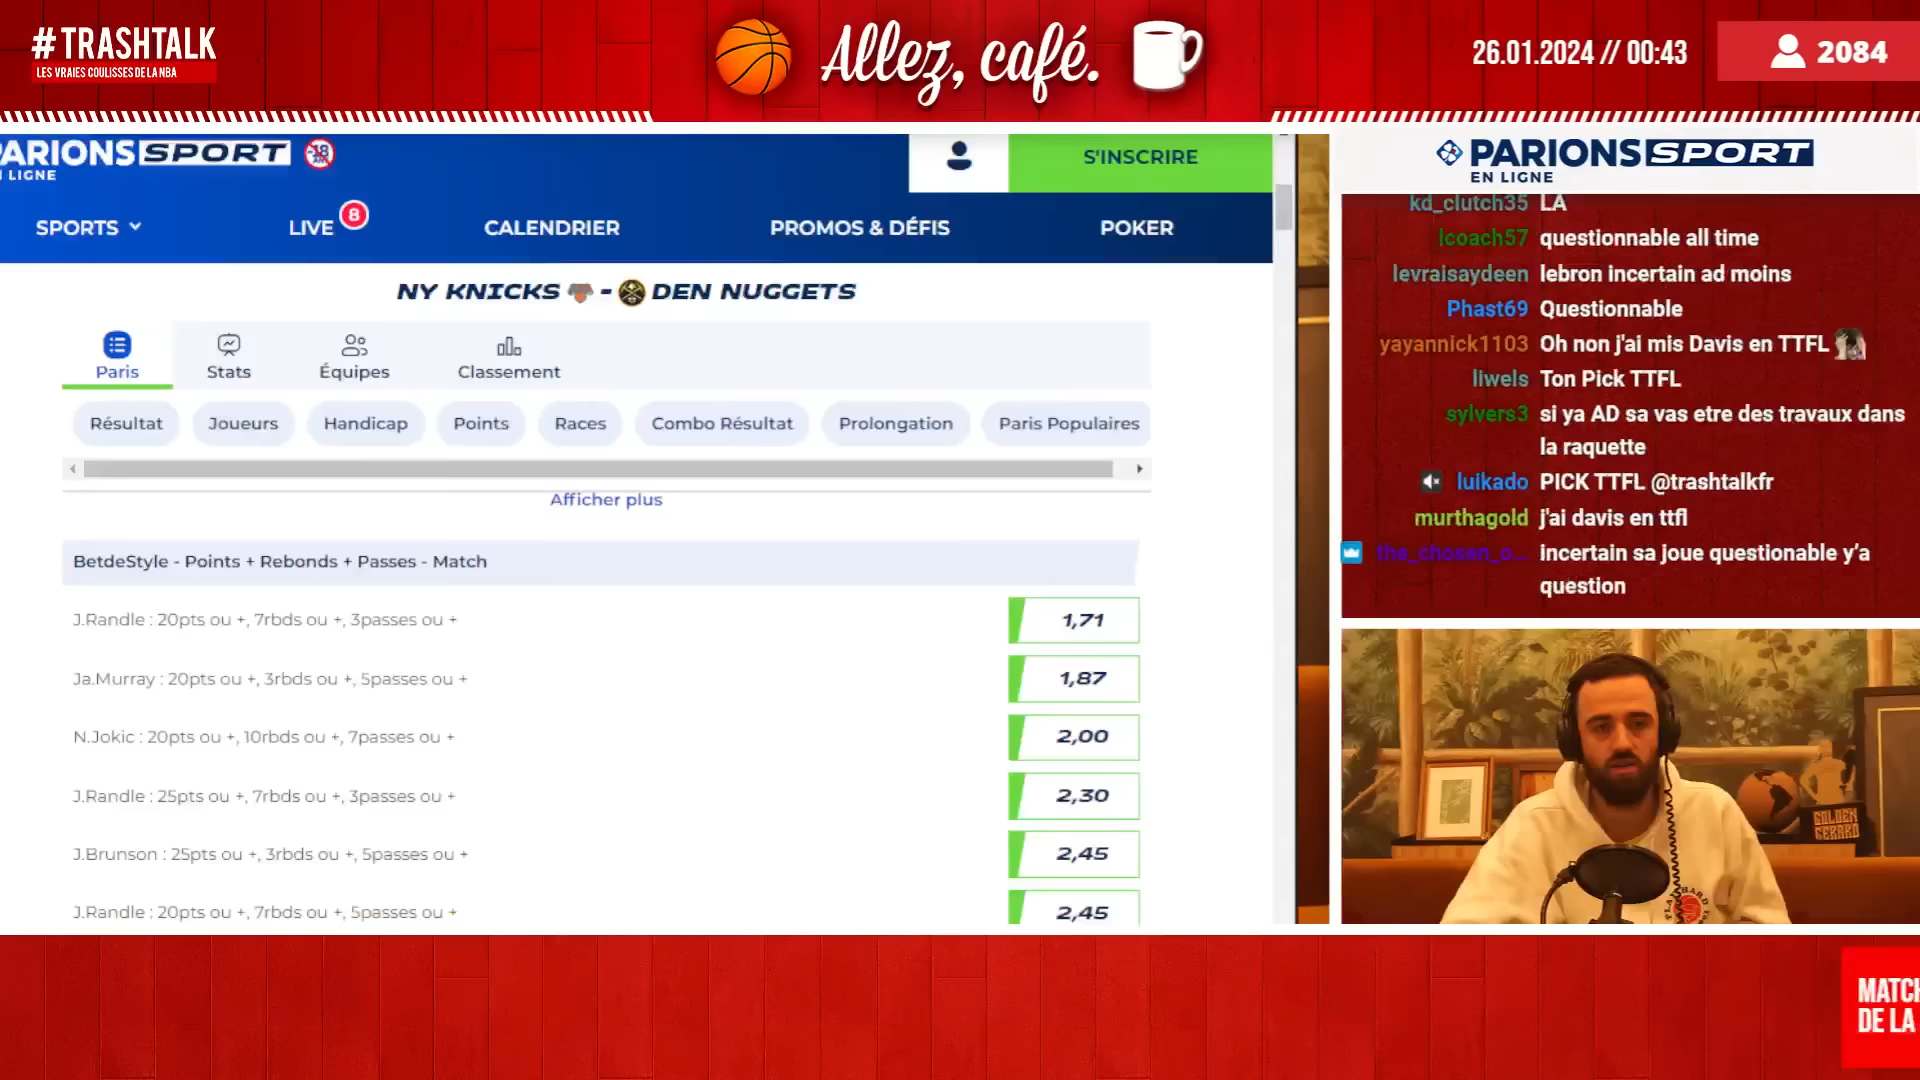 #TRASHTALK
LES VRAIES COULISSES DE LA NBA
Allez, café.
26.01.2024 // 00:43
2084
PARIONS SPORT
-18
N LIGNE
S'INSCRIRE
SPORTS
LIVE
8
CALENDRIER
PROMOS & DÉFIS
POKER
NY KNICKS - DEN NUGGETS
Paris
Stats
Équipes
Classement
Résultat
Joueurs
Handicap
Points
Races
Combo Résultat
Prolongation
Paris Populaires
Afficher plus
BetdeStyle - Points + Rebonds + Passes - Match
J.Randle : 20pts ou +, 7rbds ou +, 3passes ou +
1,71
Ja.Murray : 20pts ou +, 3rbds ou +, 5passes ou +
1,87
N.Jokic : 20pts ou +, 10rbds ou +, 7passes ou +
2,00
J.Randle : 25pts ou +, 7rbds ou +, 3passes ou +
2,30
J.Brunson : 25pts ou +, 3rbds ou +, 5passes ou +
2,45
J.Randle : 20pts ou +, 7rbds ou +, 5passes ou +
2,45
PARIONS SPORT
EN LIGNE
kd_clutch35 LA
lcoach57 questionnable all time
levraisaydeen lebron incertain ad moins
Phast69 Questionnable
yayannick1103 Oh non j'ai mis Davis en TTFL
liwels Ton Pick TTFL
sylvers3 si ya AD sa vas etre des travaux dans
la raquette
luikado PICK TTFL @trashtalkfr
murthagold j'ai davis en ttfl
the_chosen_o... incertain sa joue questionable y’a
question
GOLDEN
GERARD
MATCH
DE LA